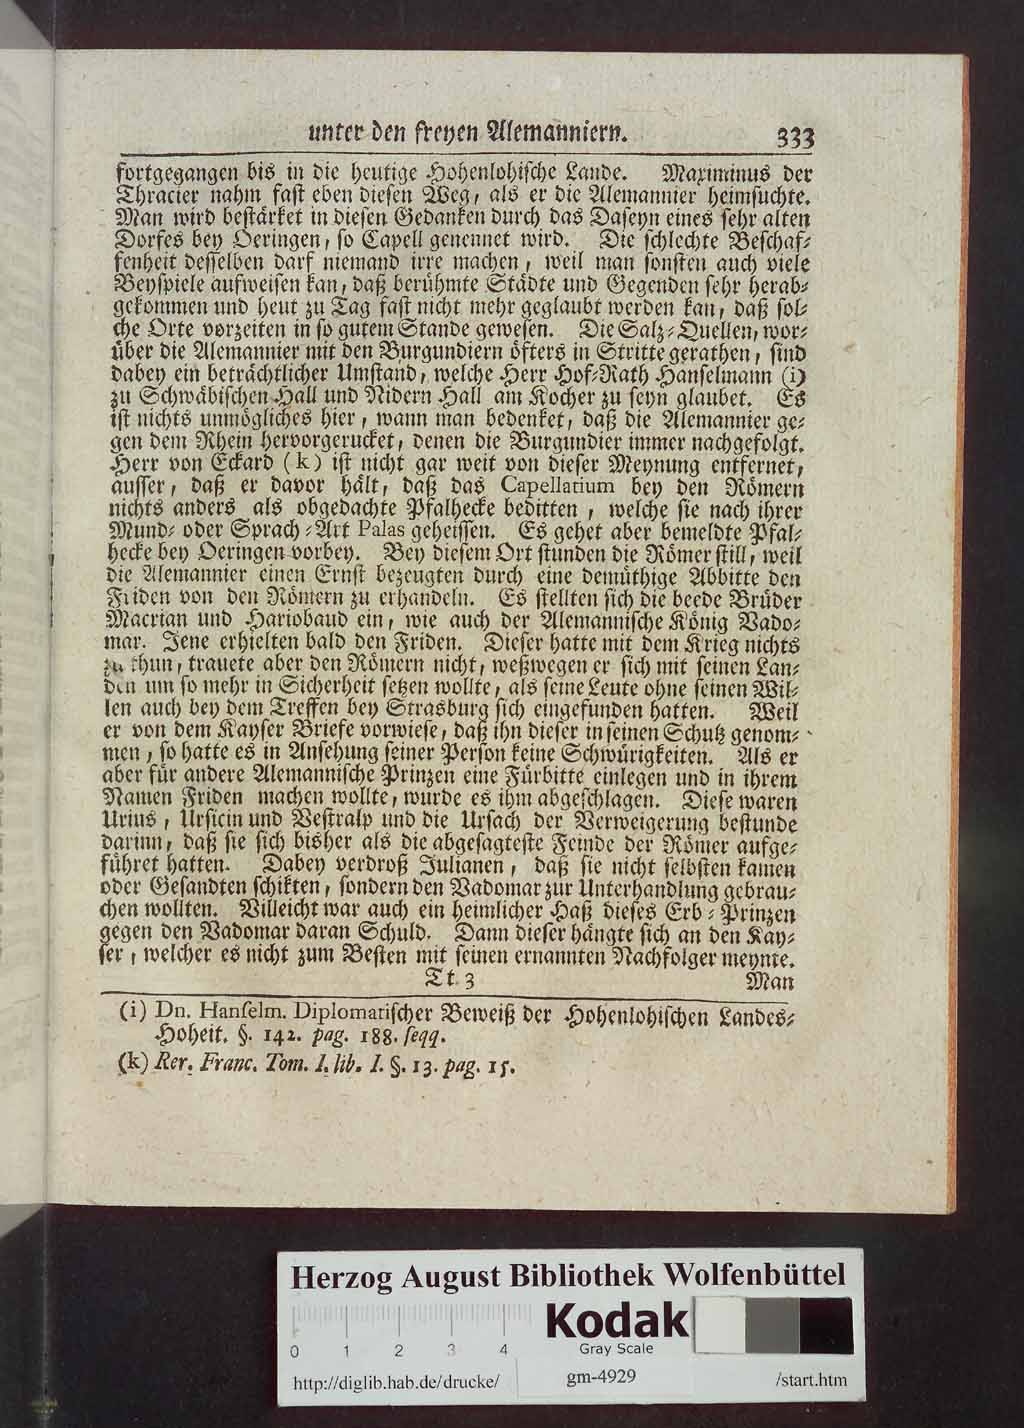 unter den freyen Alemanniern. 333
fortgegangen bis in die heutige Hohenlohische Lande. Maximinus der
Thracier nahm fast eben diesen Weg, als er die Alemannier heimsuchte.
Man wird bestärket in diesen Gedanken durch das Daseyn eines sehr alten
Dorfes bey Oeringen, so Capell genennet wird. Die schlechte Beschaf-
fenheit desselben darf niemand irre machen, weil man sonsten auch viele
Beyspiele aufweisen kan, daß berühmte Städte und Gegenden sehr herab-
gekommen und heut zu Tag fast nicht mehr geglaubt werden kan, daß sol-
che Orte vorzeiten in so gutem Stande gewesen. Die Salz-Quellen, wor-
über die Alemannier mit den Burgundiern öfters in Stritte gerathen, sind
dabey ein beträchtlicher Umstand, welche Herr Hof-Rath Hanselmann (i)
zu Schwäbischen Hall und Nidern Hall am Kocher zu seyn glaubet. Es
ist nichts unmögliches hier, wann man bedenket, daß die Alemannier ge-
gen dem Rhein hervorgerucket, denen die Burgundier immer nachgefolgt.
Herr von Eckard (k) ist nicht gar weit von dieser Meynung entfernet,
ausser, daß er davor hält, daß das Capellatium bey den Römern
nichts anders als obgedachte Pfalhecke beditten, welche sie nach ihrer
Mund- oder Sprach-Art Palas geheissen. Es gehet aber bemeldte Pfal-
hecke bey Oeringen vorbey. Bey diesem Ort stunden die Römer still, weil
die Alemannier einen Ernst bezeugten durch eine demüthige Abbitte den
Friden von den Römern zu erhandeln. Es stellten sich die beede Brüder
Macrian und Hariobaud ein, wie auch der Alemannische König Vado-
mar. Jene erhielten bald den Friden. Dieser hatte mit dem Krieg nichts
zu thun, trauete aber den Römern nicht, weßwegen er sich mit seinen Lan-
den um so mehr in Sicherheit setzen wollte, als seine Leute ohne seinen Wil-
len auch bey dem Treffen bey Strasburg sich eingefunden hatten. Weil
er von dem Kayser Briefe vorwiese, daß ihn dieser in seinen Schutz genom-
men, so hatte es in Ansehung seiner Person keine Schwürigkeiten. Als er
aber für andere Alemannische Prinzen eine Fürbitte einlegen und in ihrem
Namen Friden machen wollte, wurde es ihm abgeschlagen. Diese waren
Urius, Ursicin und Vestralp und die Ursach der Verweigerung bestunde
darinn, daß sie sich bisher als die abgesagteste Feinde der Römer aufge-
führet hatten. Dabey verdroß Julianen, daß sie nicht selbsten kamen
oder Gesandten schikten, sondern den Vadomar zur Unterhandlung gebrau-
chen wollten. Villeicht war auch ein heimlicher Haß dieses Erb-Prinzen
gegen den Vadomar daran Schuld. Dann dieser hängte sich an den Kay-
ser, welcher es nicht zum Besten mit seinen ernannten Nachfolger meynte.
Tt 3 Man
(i) Dn. Hanselm. Diplomatischer Beweiß der Hohenlohischen Landes-
Hoheit. §. 142. pag. 188. seqq.
(k) Rer. Franc. Tom. I. lib. I. §. 13. pag. 15.
Herzog August Bibliothek Wolfenbüttel
Kodak
Gray Scale
0 1 2 3 4
http://diglib.hab.de/drucke/ gm-4929 /start.htm